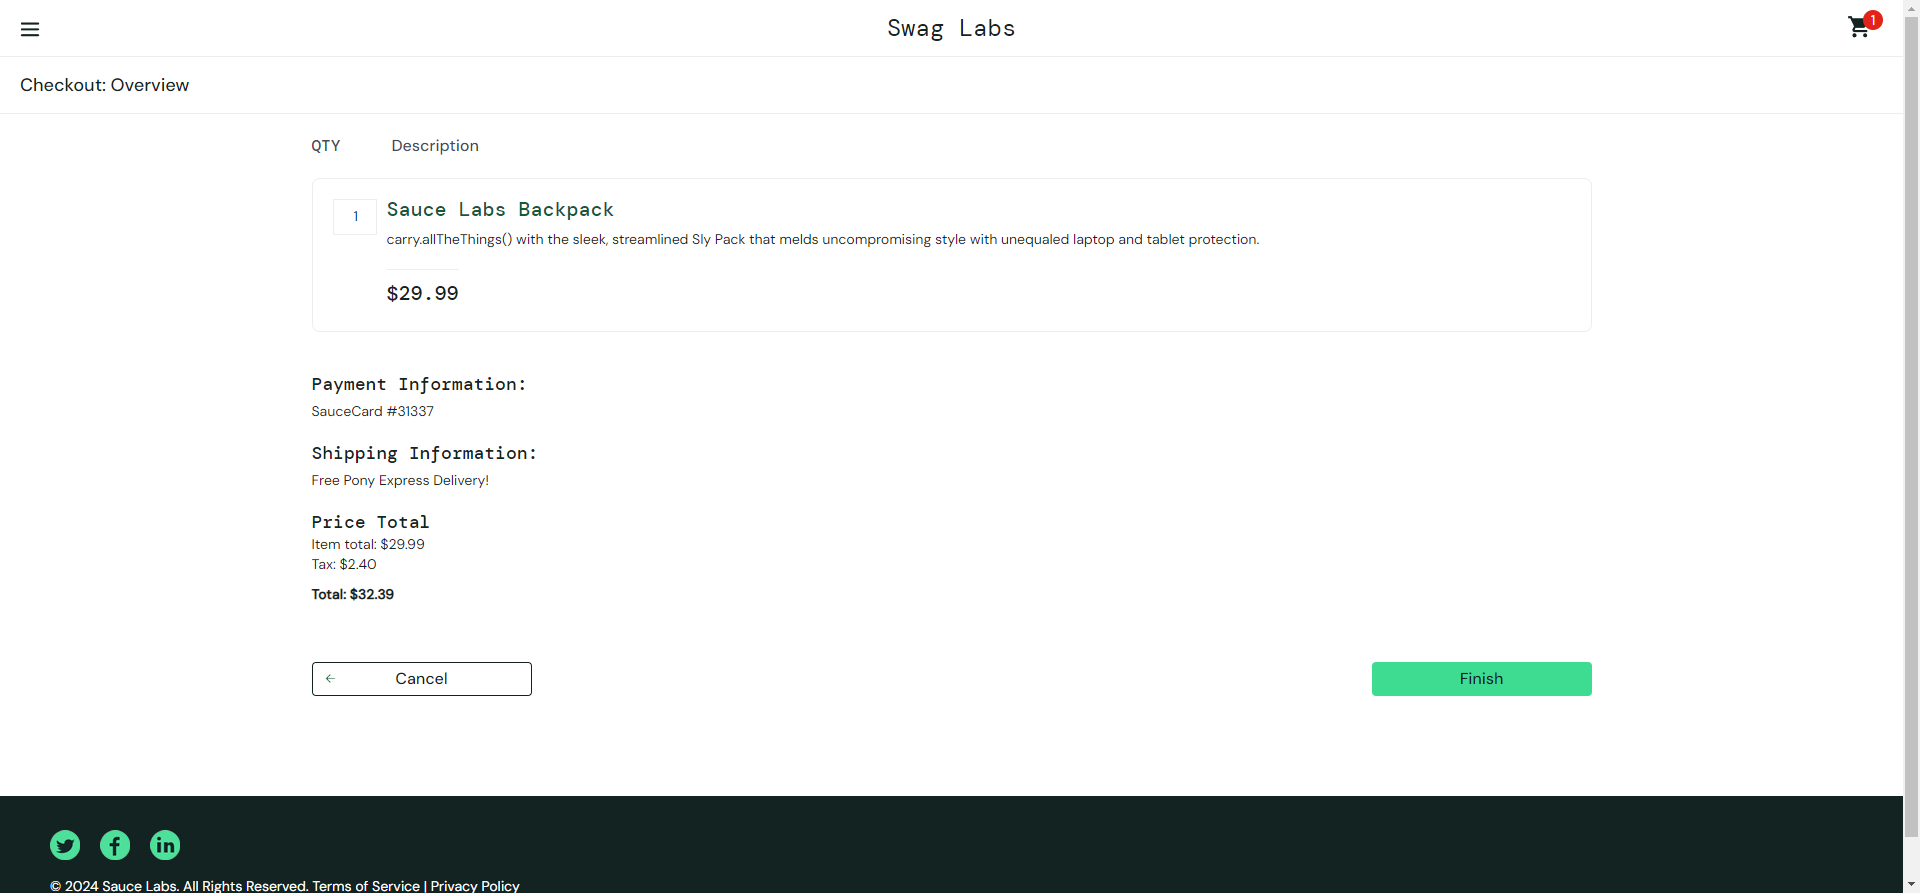 Swag Labs
1
Checkout: Overview
QTY Description
1
Sauce Labs Backpack
carry.allTheThings() with the sleek, streamlined Sly Pack that melds uncompromising style with unequaled laptop and tablet protection.
$29.99
Payment Information:
SauceCard #31337
Shipping Information:
Free Pony Express Delivery!
Price Total
Item total: $29.99
Tax: $2.40
Total: $32.39
Cancel Finish
© 2024 Sauce Labs. All Rights Reserved. Terms of Service | Privacy Policy